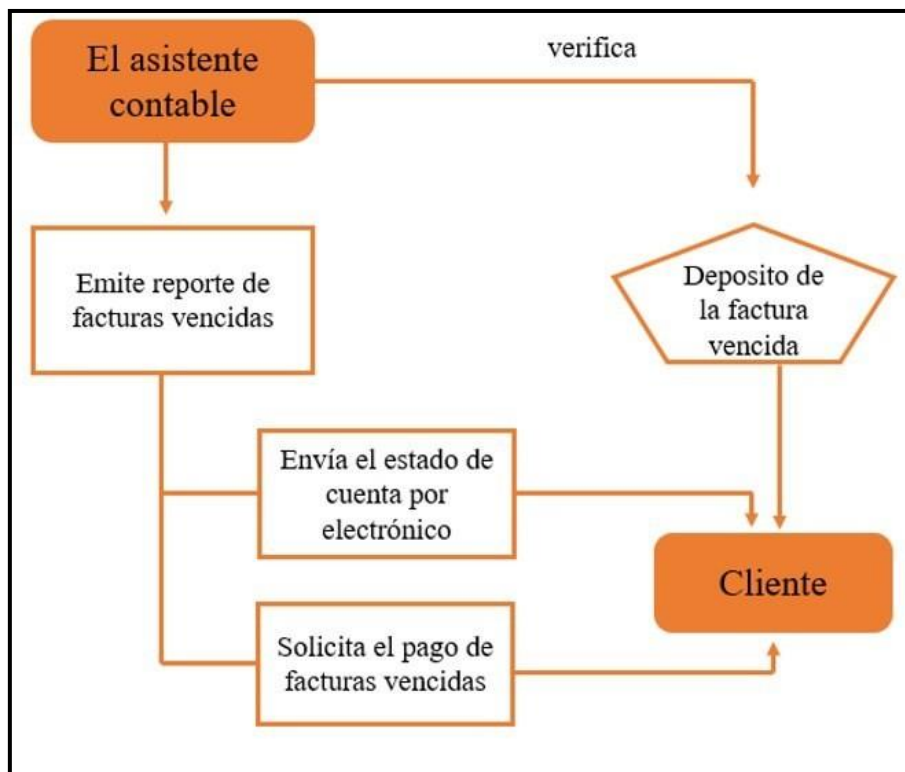 El asistente
contable
verifica
Emite reporte de
facturas vencidas
Deposito de
la factura
vencida
Envía el estado de
cuenta por
electrónico
Cliente
Solicita el pago de
facturas vencidas